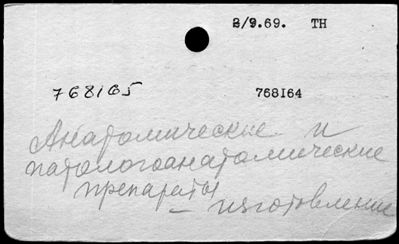 2/9.69. TH
768165 768164
Анатомические и
патологоанатомические
препараты
– изготовление